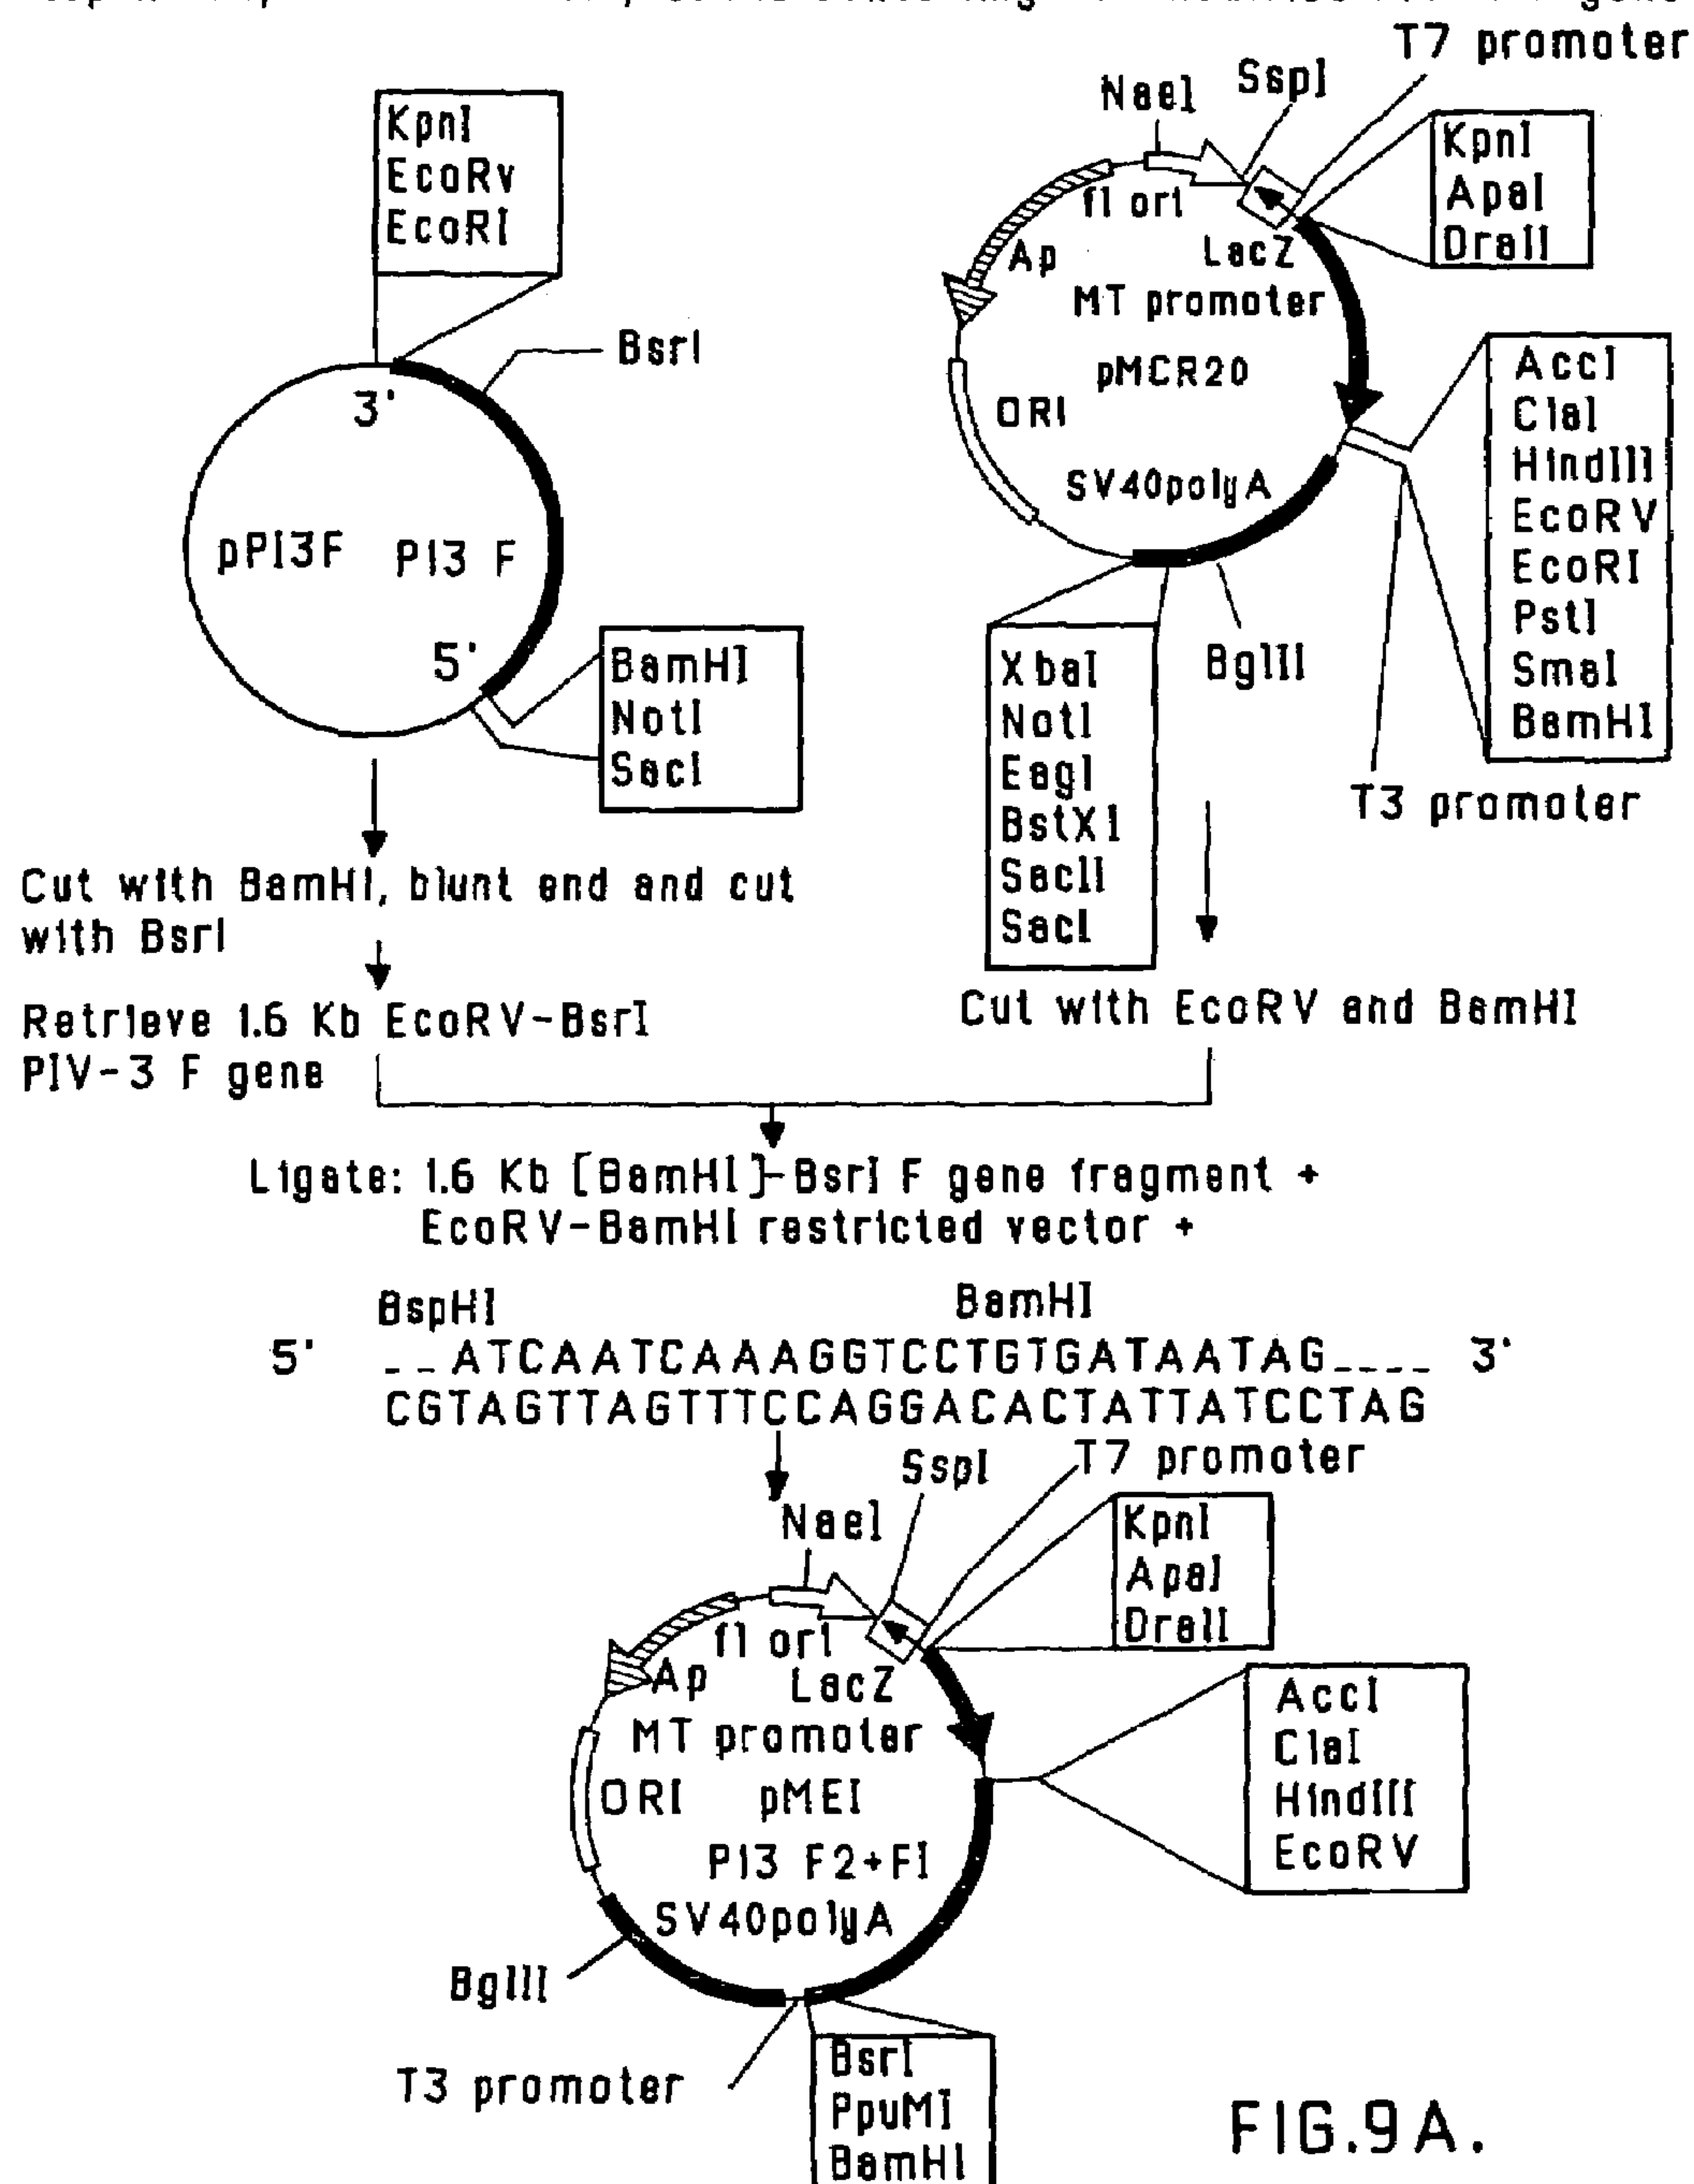 T7 promoter
NaeI
SspI
KpnI
EcoRv
EcoRI
KpnI
ApaI
DraII
f1 ori
Ap
LacZ
MT promoter
BsrI
AccI
ClaI
HindIII
EcoRV
EcoRI
PstI
SmaI
BamHI
pMCR20
3'
ORI
SV40polyA
pPI3F
PI3 F
5'
BamHI
NotI
SacI
XbaI
NotI
EagI
BstX1
SacII
SacI
BglII
T3 promoter
Cut with BamHI, blunt end and cut
with BsrI
Retrieve 1.6 Kb EcoRV-BsrI
PIV-3 F gene
Cut with EcoRV and BamHI
Ligate: 1.6 Kb [BamHI]-BsrI F gene fragment +
EcoRV-BamHI restricted vector +
BspHI BamHI
5' --ATCAATCAAAGGTCCTGTGATAATAG---- 3'
CGTAGTTAGTTTCCAGGACACTATTATCCTAG
SspI
T7 promoter
NaeI
KpnI
ApaI
DraII
f1 ori
Ap
LacZ
MT promoter
AccI
ClaI
HindIII
EcoRV
ORI
pMEI
PI3 F2+FI
SV40polyA
BglII
T3 promoter
BsrI
PpuMI
BamHI
FIG.9A.